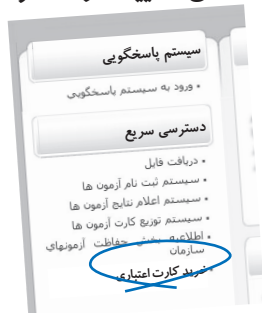 سیستم پاسخگویی
• ورود به سیستم پاسخگویی
دسترسی سریع
• دریافت فایل
• سیستم ثبت نام آزمون ها
• سیستم اعلام نتایج آزمون ها
• سیستم توزیع کارت آزمون ها
• اطلاعیه بخش حفاظت آزمونهاي
سازمان
• خرید کارت اعتباری